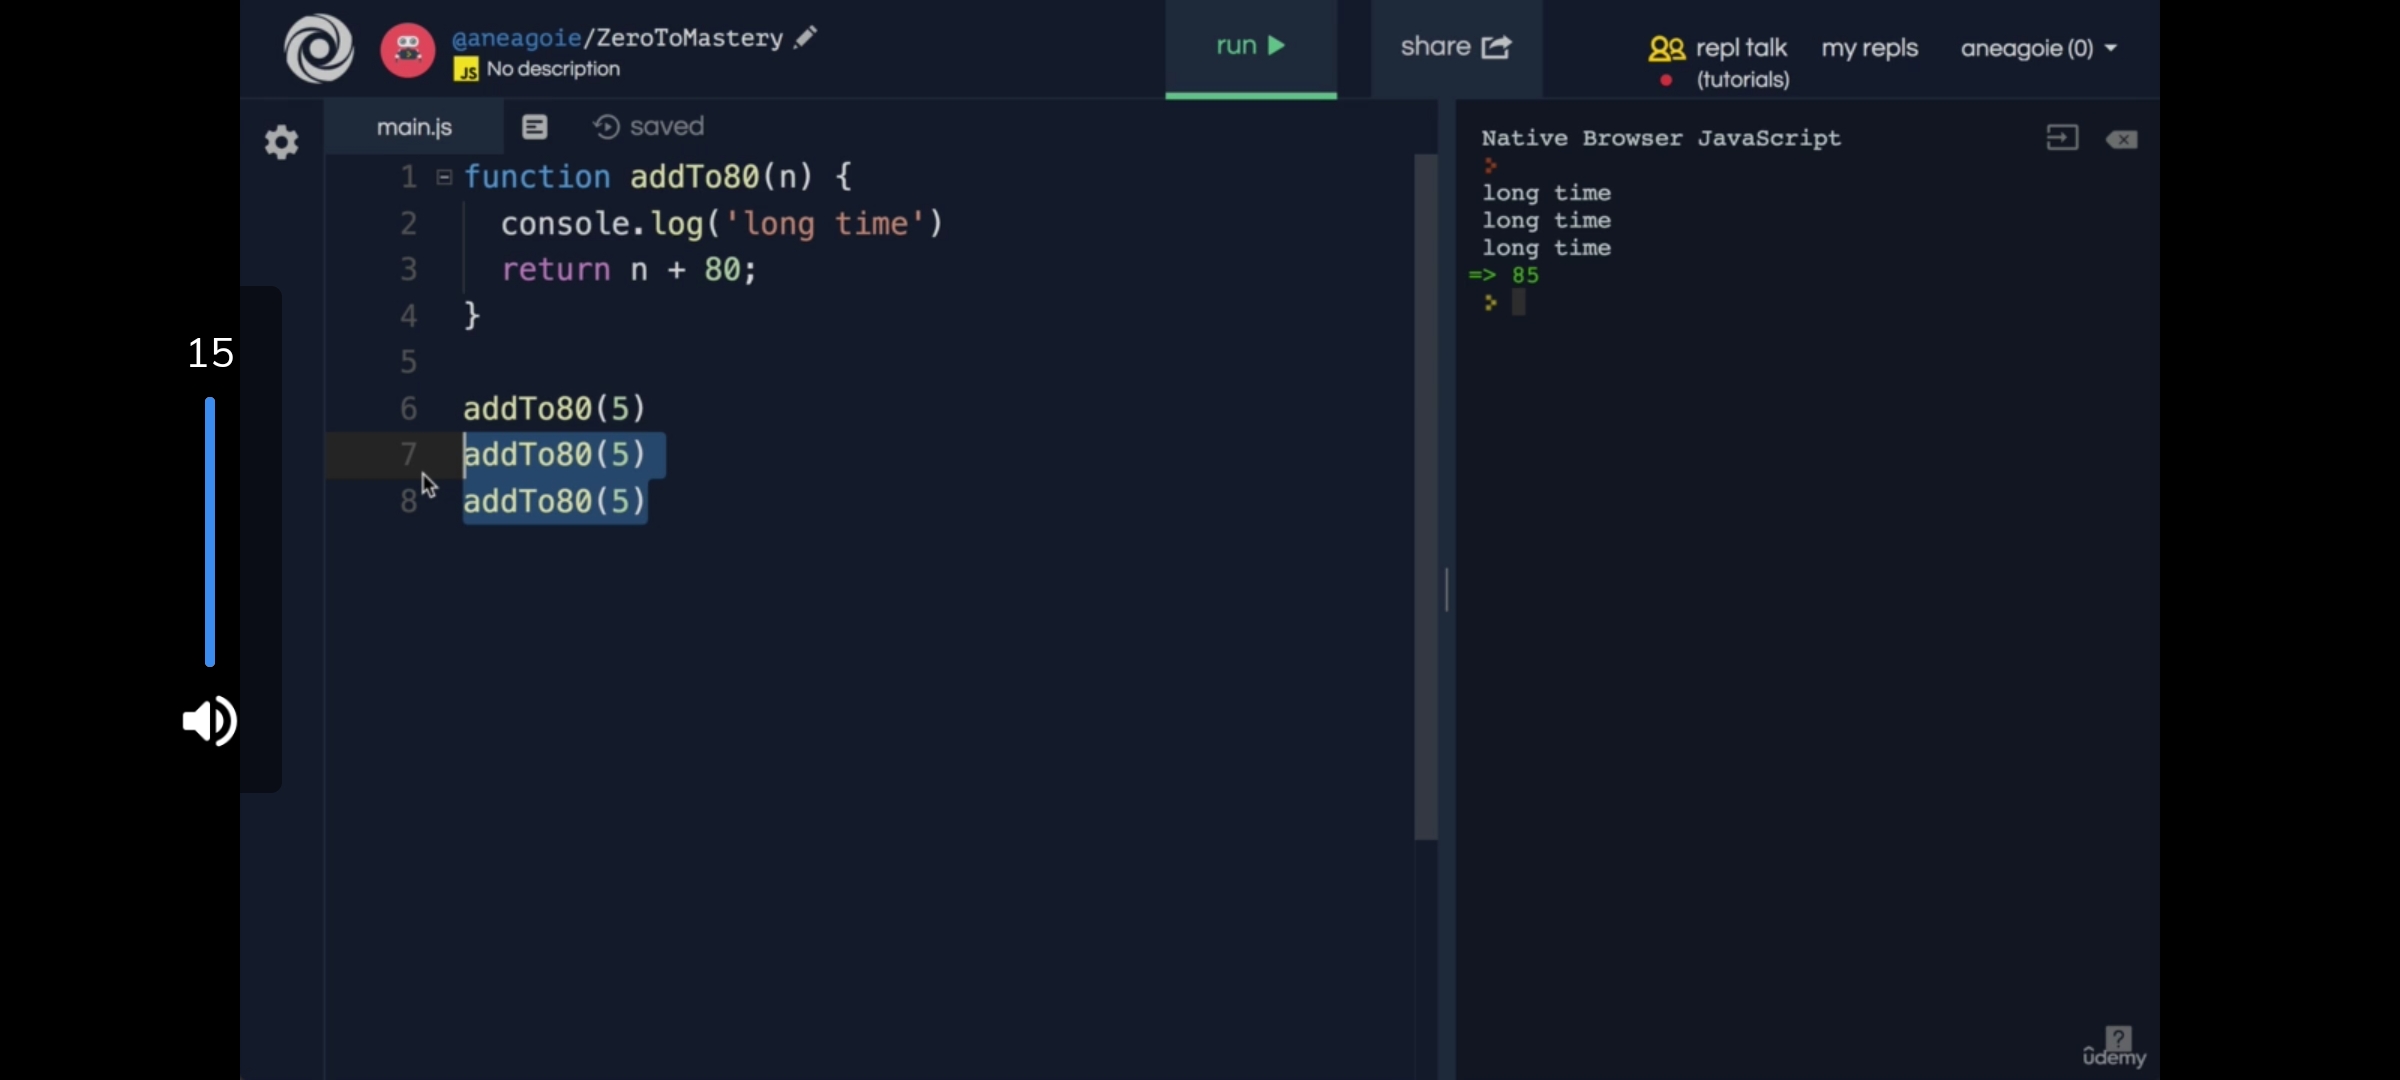 @aneagoie/ZeroToMastery
JS No description
run
share
repl talk
(tutorials)
my repls
aneagoie (0)
main.js
saved
1 function addTo80(n) {
2 console.log('long time')
3 return n + 80;
4 }
5
6 addTo80(5)
7 addTo80(5)
8 addTo80(5)
Native Browser JavaScript
long time
long time
long time
=> 85
15
?
ûdemy